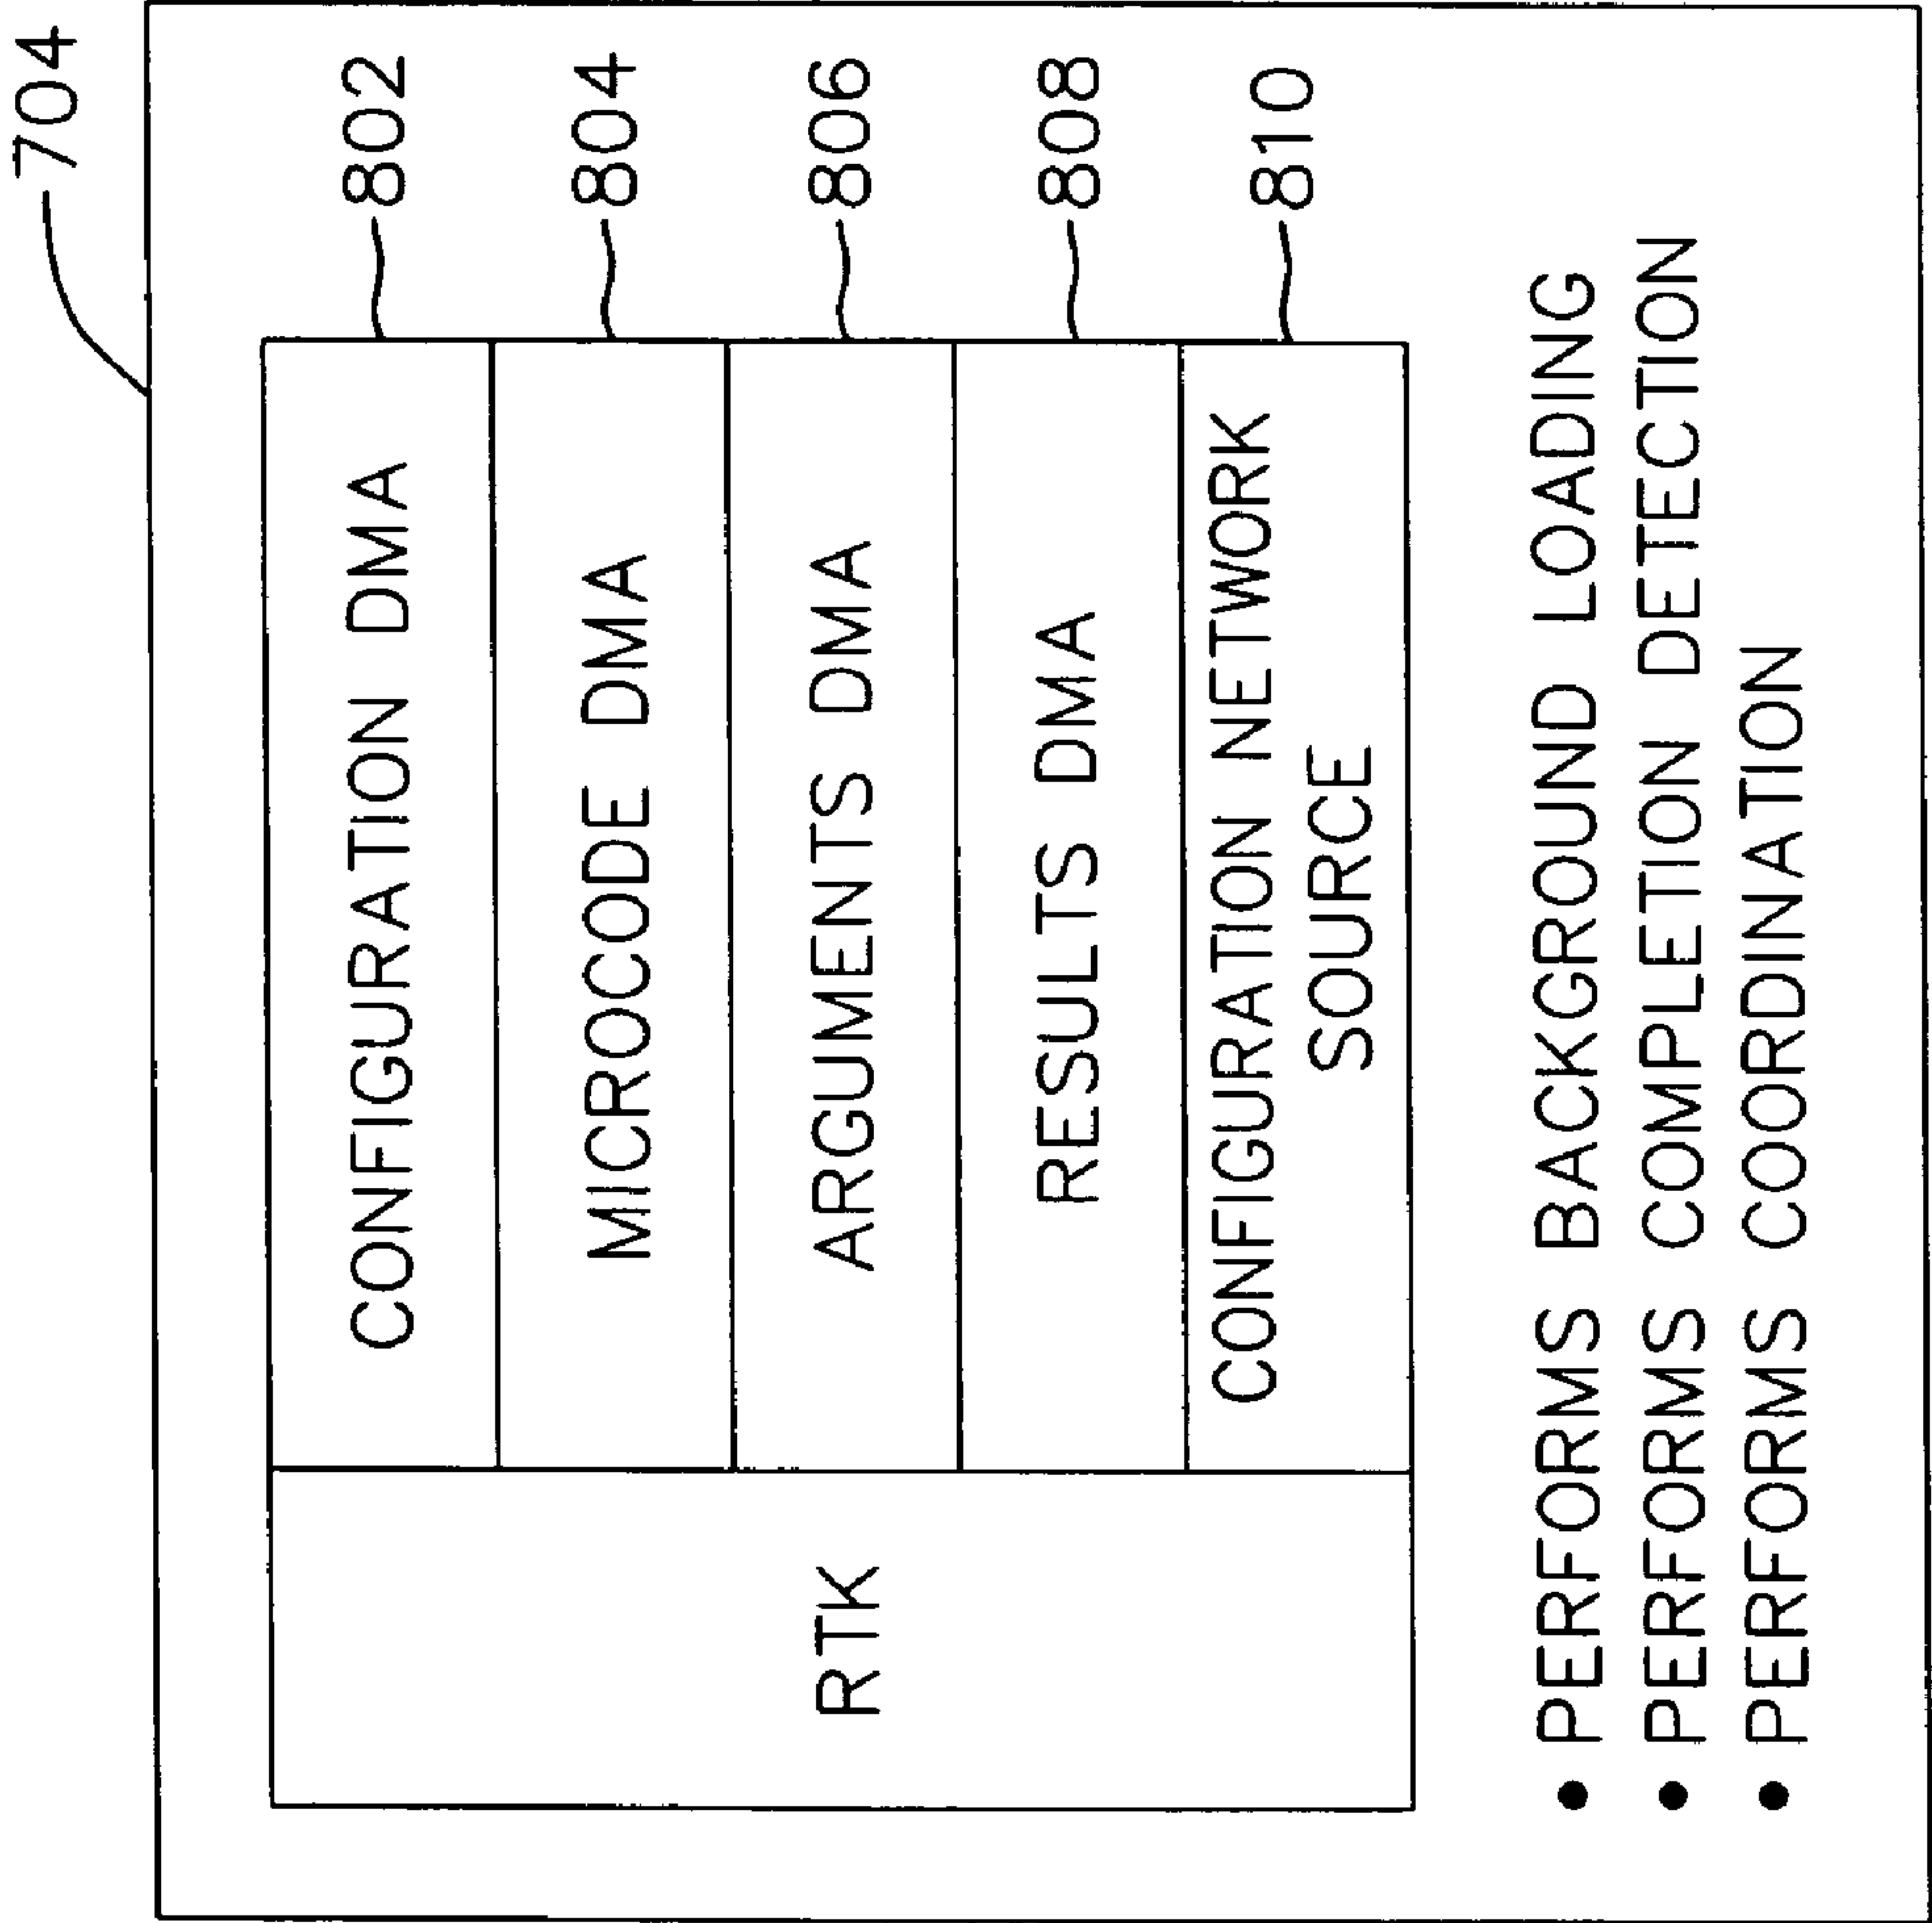 704
RTK
CONFIGURATION DMA
802
MICROCODE DMA
804
ARGUMENTS DMA
806
RESULTS DMA
808
CONFIGURATION NETWORK
SOURCE
810
• PERFORMS BACKGROUND LOADING
• PERFORMS COMPLETION DETECTION
• PERFORMS COORDINATION